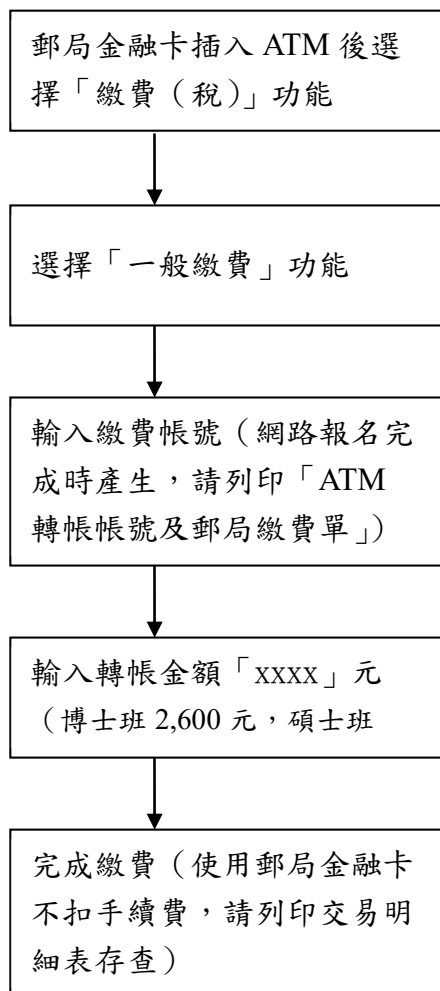 郵局金融卡插入 ATM 後選
擇「繳費（稅）」功能
選擇「一般繳費」功能
輸入繳費帳號（網路報名完
成時產生，請列印「ATM
轉帳帳號及郵局繳費單」）
輸入轉帳金額「XXXX」元
（博士班 2,600 元，碩士班
完成繳費（使用郵局金融卡
不扣手續費，請列印交易明
細表存查）